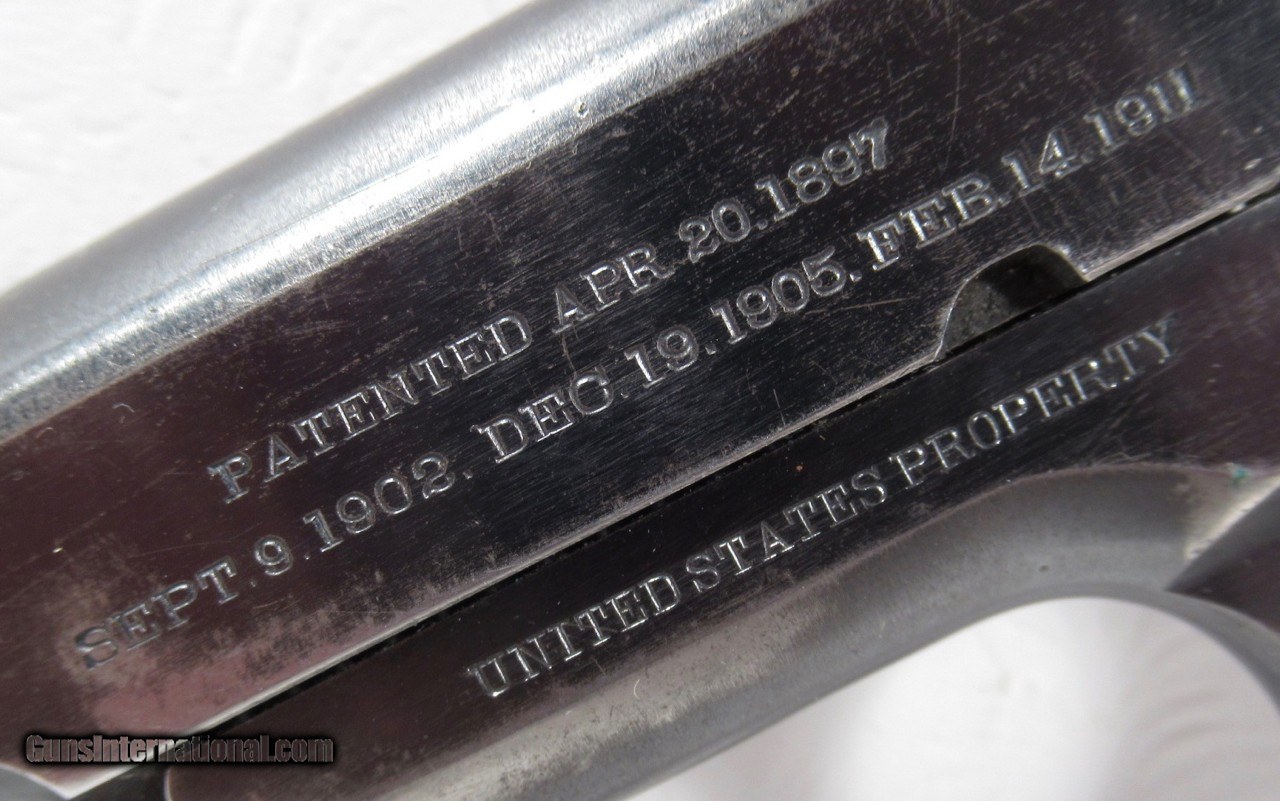 PATENTED APR. 20.1897
SEPT.9.1902. DEC.19.1905. FEB.14.1911
UNITED STATES PROPERTY
GunsInternational.com